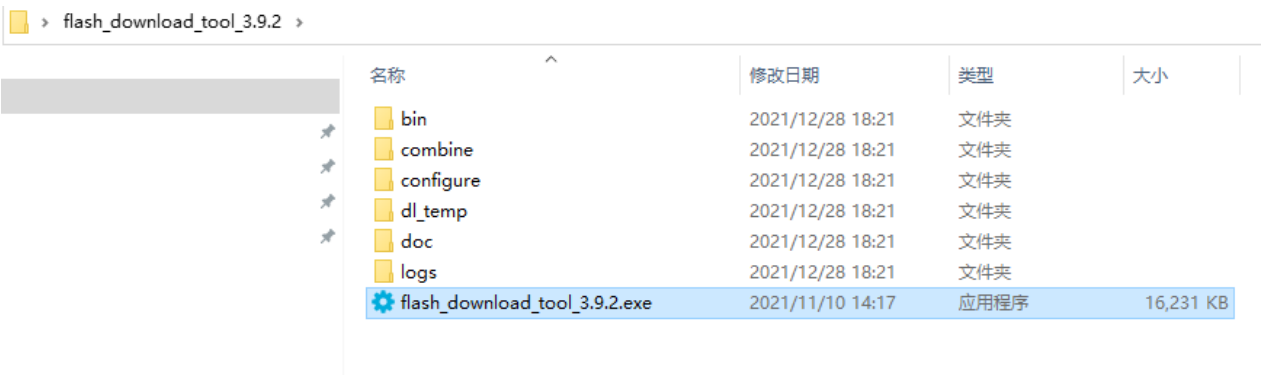 flash_download_tool_3.9.2
名称 修改日期 类型 大小
bin 2021/12/28 18:21 文件夹
combine 2021/12/28 18:21 文件夹
configure 2021/12/28 18:21 文件夹
dl_temp 2021/12/28 18:21 文件夹
doc 2021/12/28 18:21 文件夹
logs 2021/12/28 18:21 文件夹
flash_download_tool_3.9.2.exe 2021/11/10 14:17 应用程序 16,231 KB